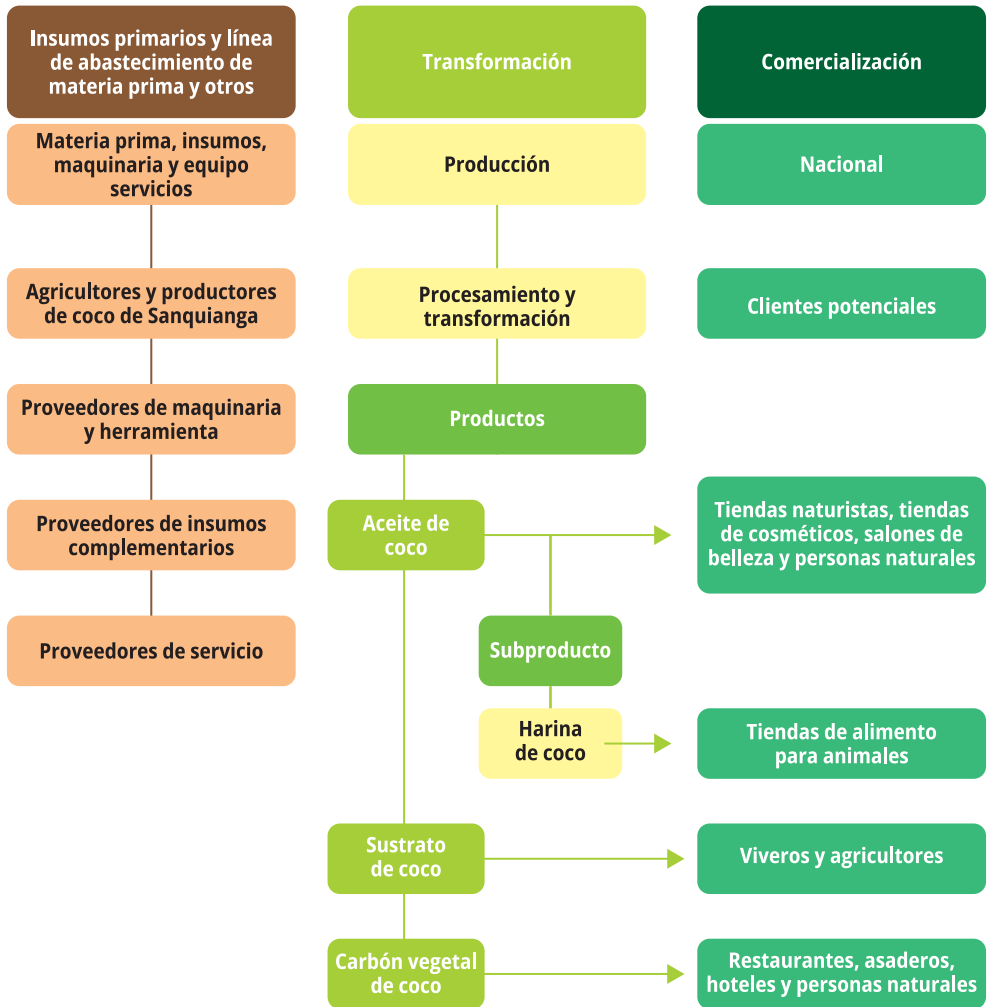 Insumos primarios y línea
de abastecimiento de
materia prima y otros
Materia prima, insumos,
maquinaria y equipo
servicios
Agricultores y productores
de coco de Sanquianga
Proveedores de maquinaria
y herramienta
Proveedores de insumos
complementarios
Proveedores de servicio
Transformación
Producción
Procesamiento y
transformación
Productos
Aceite de
coco
Subproducto
Harina
de coco
Sustrato
de coco
Carbón vegetal
de coco
Comercialización
Nacional
Clientes potenciales
Tiendas naturistas, tiendas
de cosméticos, salones de
belleza y personas naturales
Tiendas de alimento
para animales
Viveros y agricultores
Restaurantes, asaderos,
hoteles y personas naturales